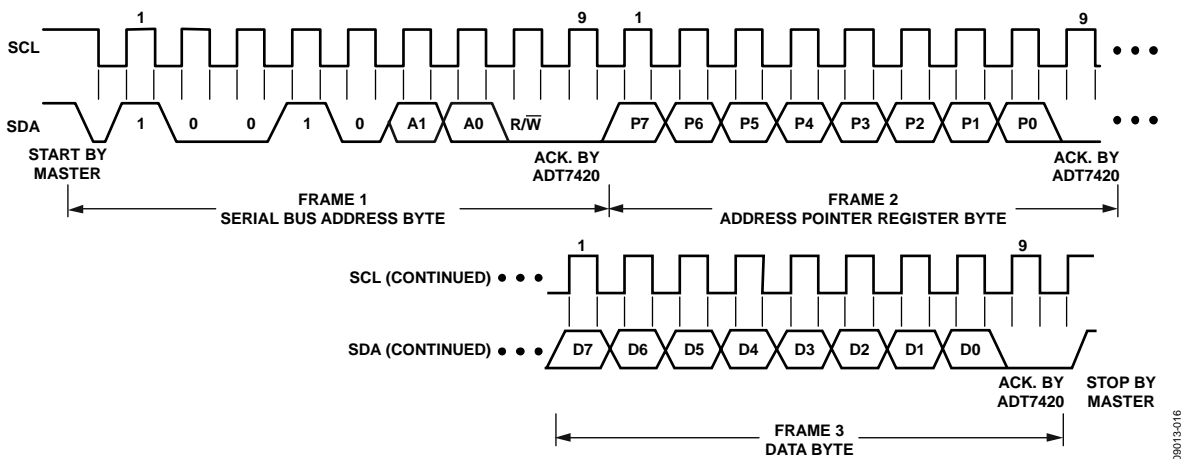 1 9 1 9
SCL
SDA 1 0 0 1 0 A1 A0 R/W̅ P7 P6 P5 P4 P3 P2 P1 P0
START BY
MASTER
ACK. BY
ADT7420
ACK. BY
ADT7420
FRAME 1
SERIAL BUS ADDRESS BYTE
FRAME 2
ADDRESS POINTER REGISTER BYTE
1 9
SCL (CONTINUED)
SDA (CONTINUED) D7 D6 D5 D4 D3 D2 D1 D0
ACK. BY
ADT7420
STOP BY
MASTER
FRAME 3
DATA BYTE
09013-016